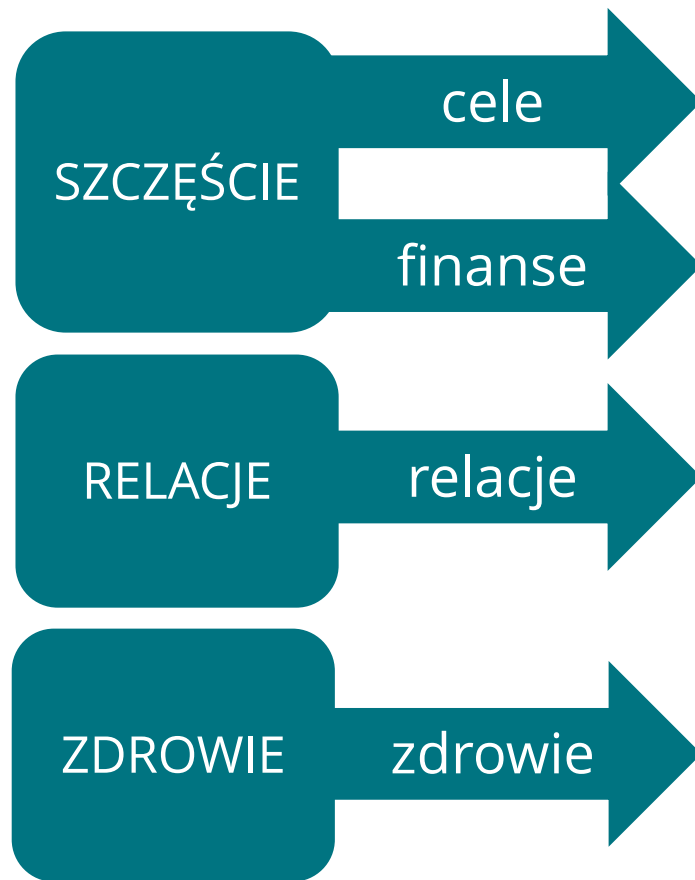 SZCZĘŚCIE
cele
finanse
RELACJE
relacje
ZDROWIE
zdrowie